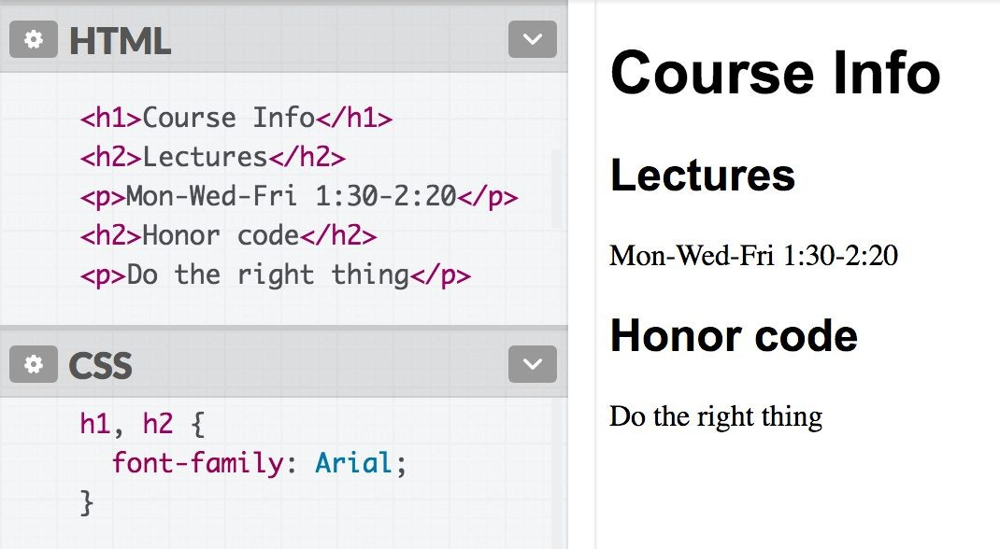 HTML
<h1>Course Info</h1>
<h2>Lectures</h2>
<p>Mon-Wed-Fri 1:30-2:20</p>
<h2>Honor code</h2>
<p>Do the right thing</p>
CSS
h1, h2 {
  font-family: Arial;
}
Course Info
Lectures
Mon-Wed-Fri 1:30-2:20
Honor code
Do the right thing